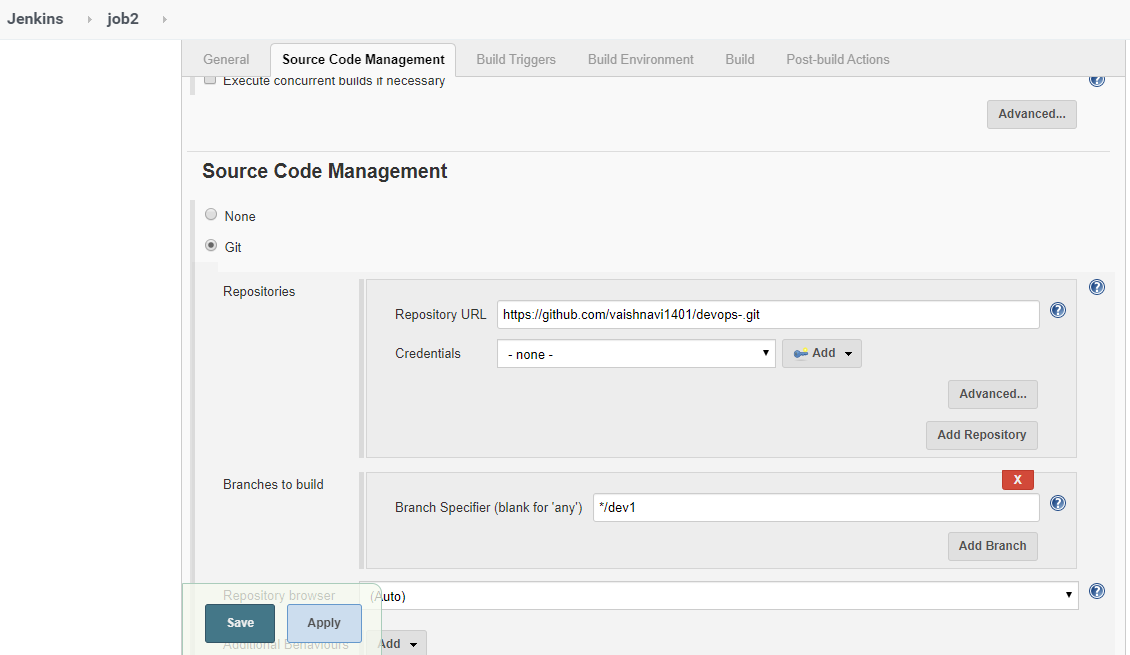 Jenkins job2
General Source Code Management Build Triggers Build Environment Build Post-build Actions
Execute concurrent builds if necessary
Advanced...
Source Code Management
None
Git
Repositories
Repository URL https://github.com/vaishnavi1401/devops-.git
Credentials - none - Add
Advanced...
Add Repository
Branches to build
X
Branch Specifier (blank for 'any') */dev1
Add Branch
Repository browser (Auto)
Save Apply
Additional Behaviours Add